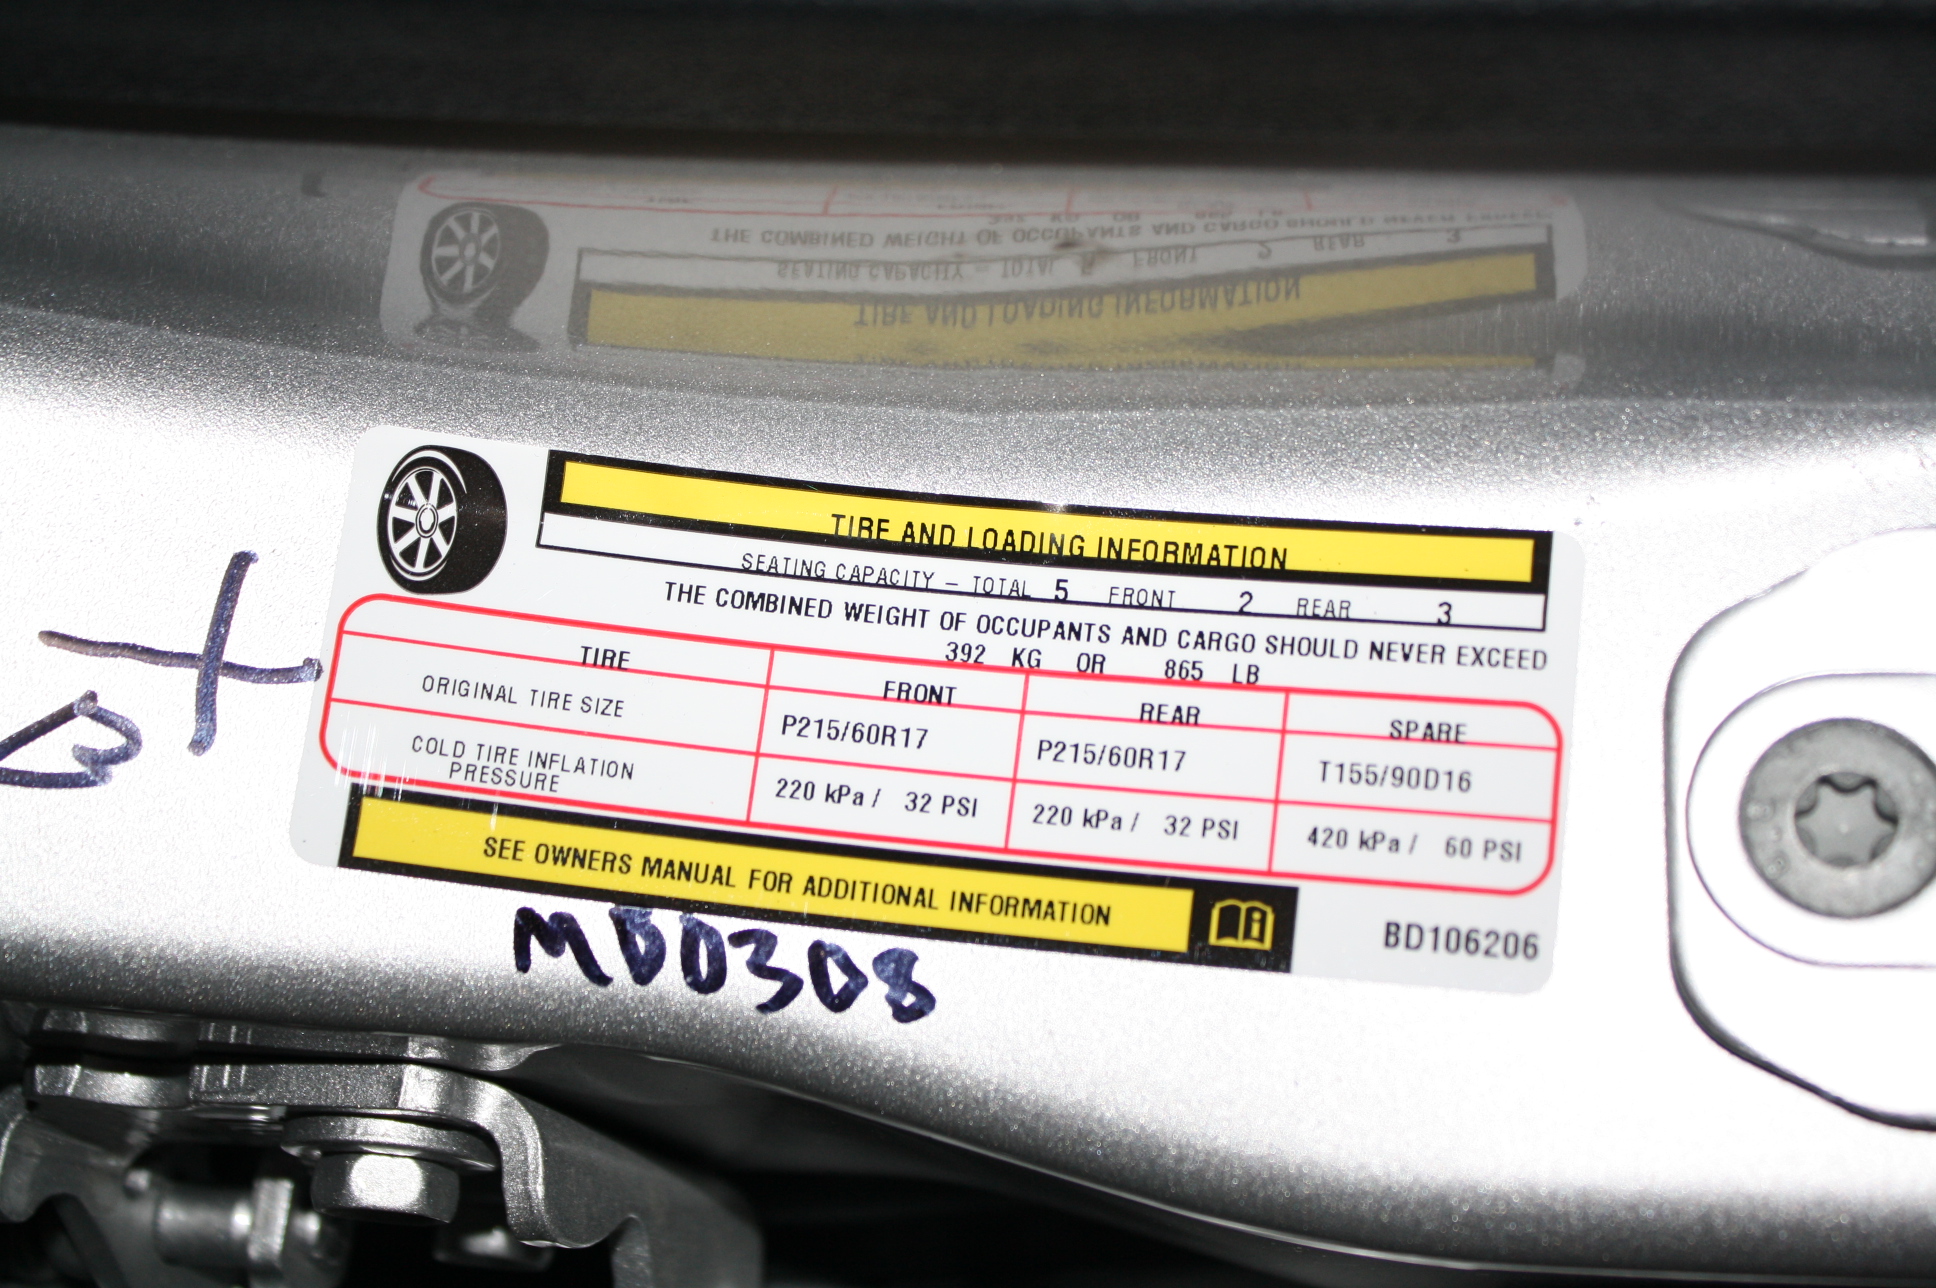 TIRE AND LOADING INFORMATION
SEATING CAPACITY – TOTAL 5 FRONT 2 REAR 3
THE COMBINED WEIGHT OF OCCUPANTS AND CARGO SHOULD NEVER EXCEED
392 KG OR 865 LB
TIRE FRONT REAR SPARE
ORIGINAL TIRE SIZE P215/60R17 P215/60R17 T155/90D16
COLD TIRE INFLATION
PRESSURE 220 kPa / 32 PSI 220 kPa / 32 PSI 420 kPa / 60 PSI
SEE OWNERS MANUAL FOR ADDITIONAL INFORMATION
BD106206